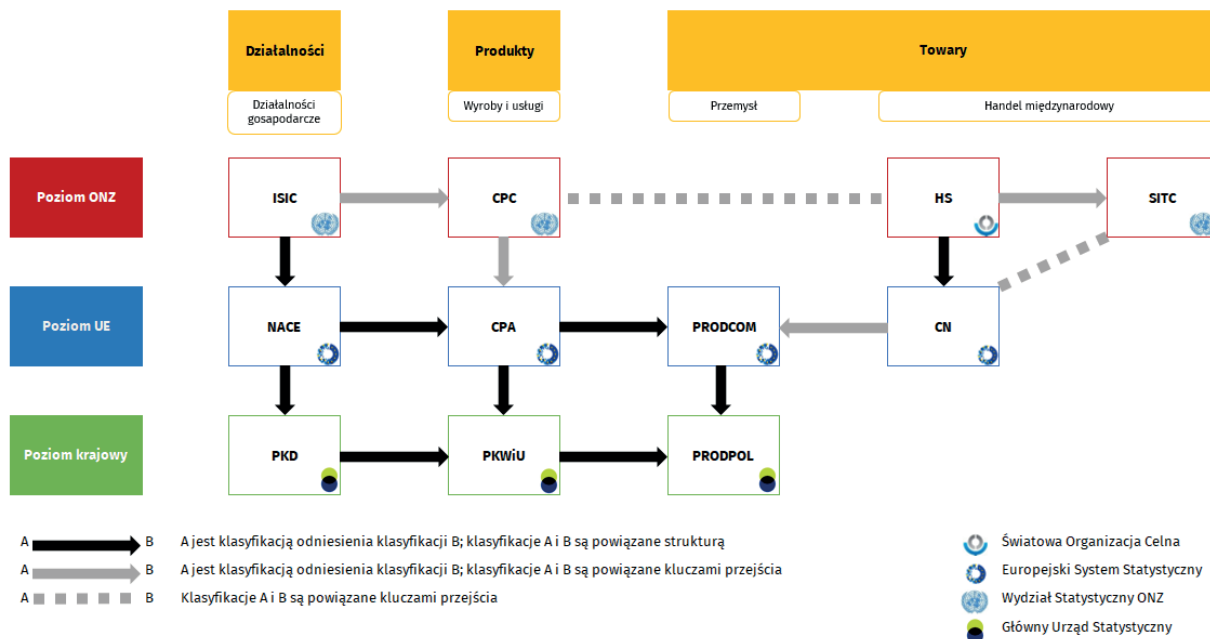 Działalności
Produkty
Towary
Działalności
gosapodarcze
Wyroby i usługi
Przemysł
Handel międzynarodowy
Poziom ONZ
ISIC
CPC
HS
SITC
Poziom UE
NACE
CPA
PRODCOM
CN
Poziom krajowy
PKD
PKWiU
PRODPOL
A B A jest klasyfikacją odniesienia klasyfikacji B; klasyfikacje A i B są powiązane strukturą
A B A jest klasyfikacją odniesienia klasyfikacji B; klasyfikacje A i B są powiązane kluczami przejścia
A B Klasyfikacje A i B są powiązane kluczami przejścia
Światowa Organizacja Celna
Europejski System Statystyczny
Wydział Statystyczny ONZ
Główny Urząd Statystyczny